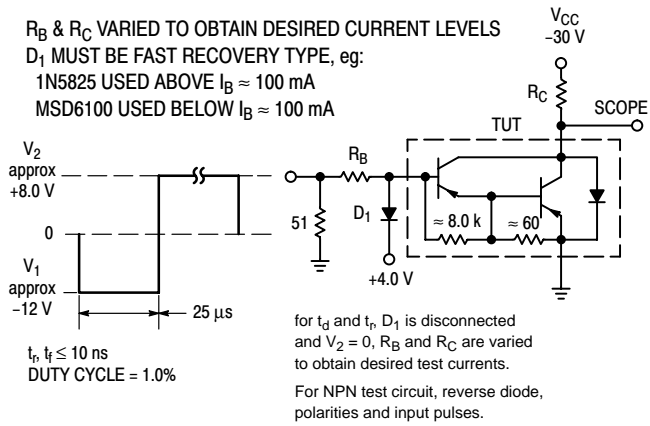 R_B & R_C VARIED TO OBTAIN DESIRED CURRENT LEVELS
D_1 MUST BE FAST RECOVERY TYPE, eg:
1N5825 USED ABOVE I_B ≈ 100 mA
MSD6100 USED BELOW I_B ≈ 100 mA
V_CC
−30 V
R_C
SCOPE
TUT
V_2
approx
+8.0 V
0
V_1
approx
−12 V
25 μs
t_r, t_f ≤ 10 ns
DUTY CYCLE = 1.0%
R_B
51
D_1
+4.0 V
≈ 8.0 k
≈ 60
for t_d and t_r, D_1 is disconnected
and V_2 = 0, R_B and R_C are varied
to obtain desired test currents.
For NPN test circuit, reverse diode,
polarities and input pulses.